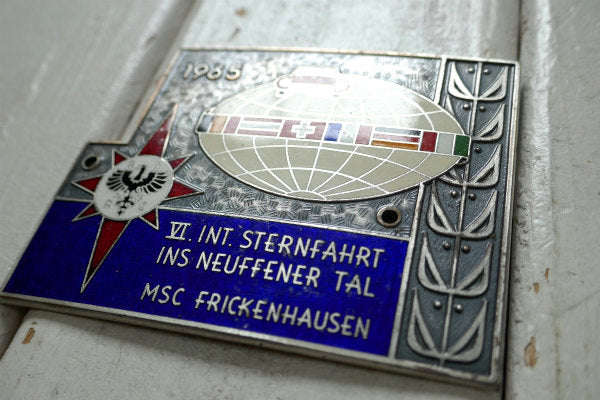 1965
VI. INT. STERNFAHRT
INS NEUFFENER TAL
MSC FRICKENHAUSEN